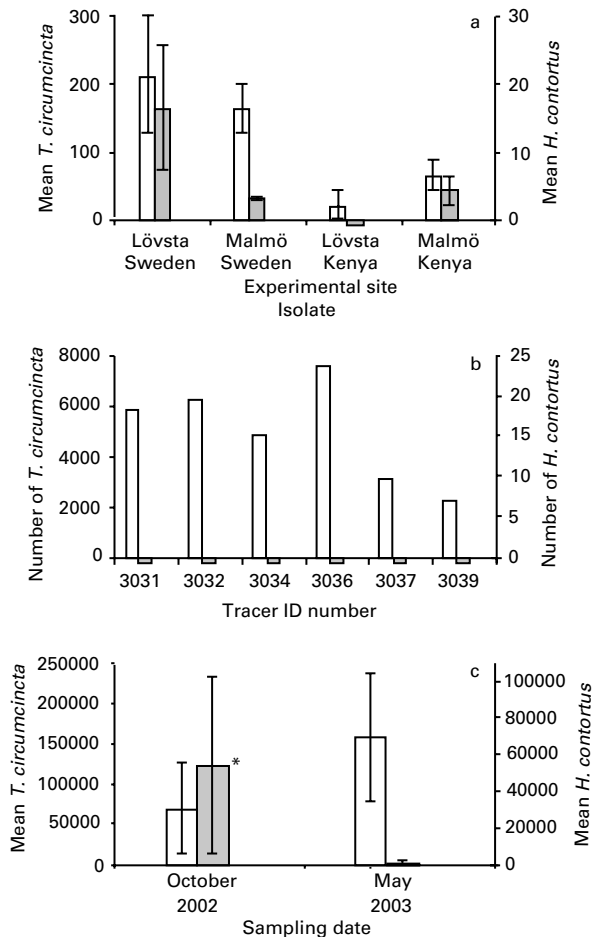 a
300
200
100
0
Mean T. circumcincta
30
20
10
0
Mean H. contortus
Lövsta Malmö Lövsta Malmö
Sweden Sweden Kenya Kenya
Experimental site
Isolate
b
8000
6000
4000
2000
0
Number of T. circumcincta
25
20
15
10
5
0
Number of H. contortus
3031 3032 3034 3036 3037 3039
Tracer ID number
c
250000
200000
150000
100000
50000
0
Mean T. circumcincta
100000
80000
60000
40000
20000
0
Mean H. contortus
*
October May
2002 2003
Sampling date